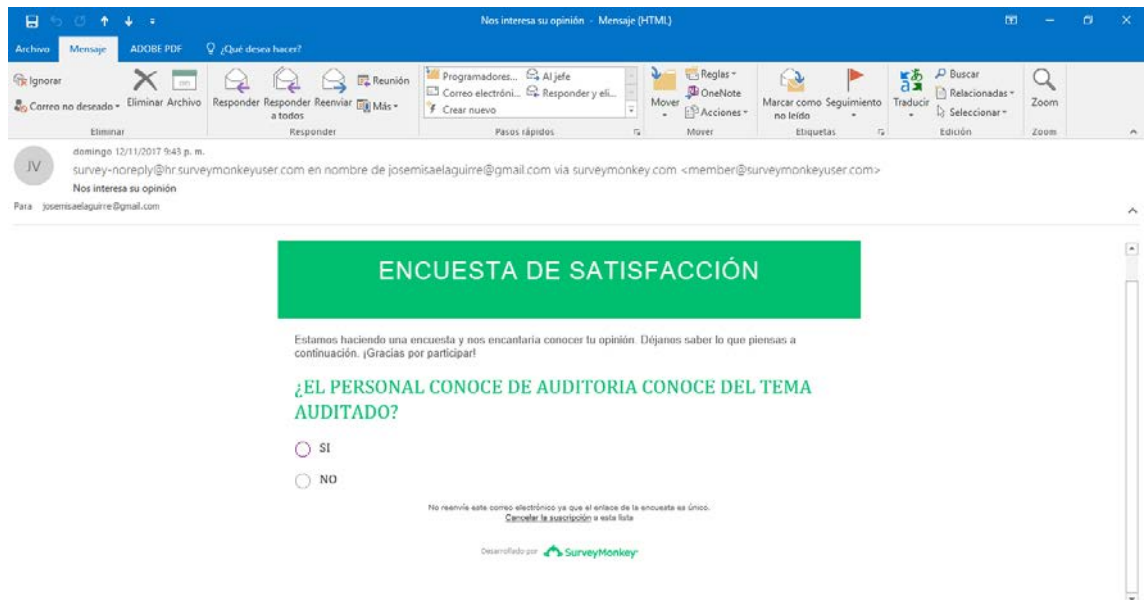 Nos interesa su opinión - Mensaje (HTML)
Archivo Mensaje ADOBE PDF ¿Qué desea hacer?
Ignorar
Correo no deseado
Eliminar Archivo
Responder Responder a todos Reenviar
Reunión
Más
Programadores... Al jefe
Correo electróni... Responder y eli...
Crear nuevo
Mover
Reglas
OneNote
Acciones
Marcar como no leído Seguimiento
Traducir
Buscar
Relacionadas
Seleccionar
Zoom
Eliminar Responder Pasos rápidos Mover Etiquetas Edición Zoom
JV
domingo 12/11/2017 9:43 p. m.
survey-noreply@hr.surveymonkeyuser.com en nombre de josemisaelaguirre@gmail.com via surveymonkey.com <member@surveymonkeyuser.com>
Nos interesa su opinión
Para josemisaelaguirre@gmail.com
ENCUESTA DE SATISFACCIÓN
Estamos haciendo una encuesta y nos encantaría conocer tu opinión. Déjanos saber lo que piensas a
continuación. ¡Gracias por participar!
¿EL PERSONAL CONOCE DE AUDITORIA CONOCE DEL TEMA
AUDITADO?
SI
NO
No reenvíe este correo electrónico ya que el enlace de la encuesta es único.
Cancelar la suscripción a esta lista
Desarrollado por SurveyMonkey